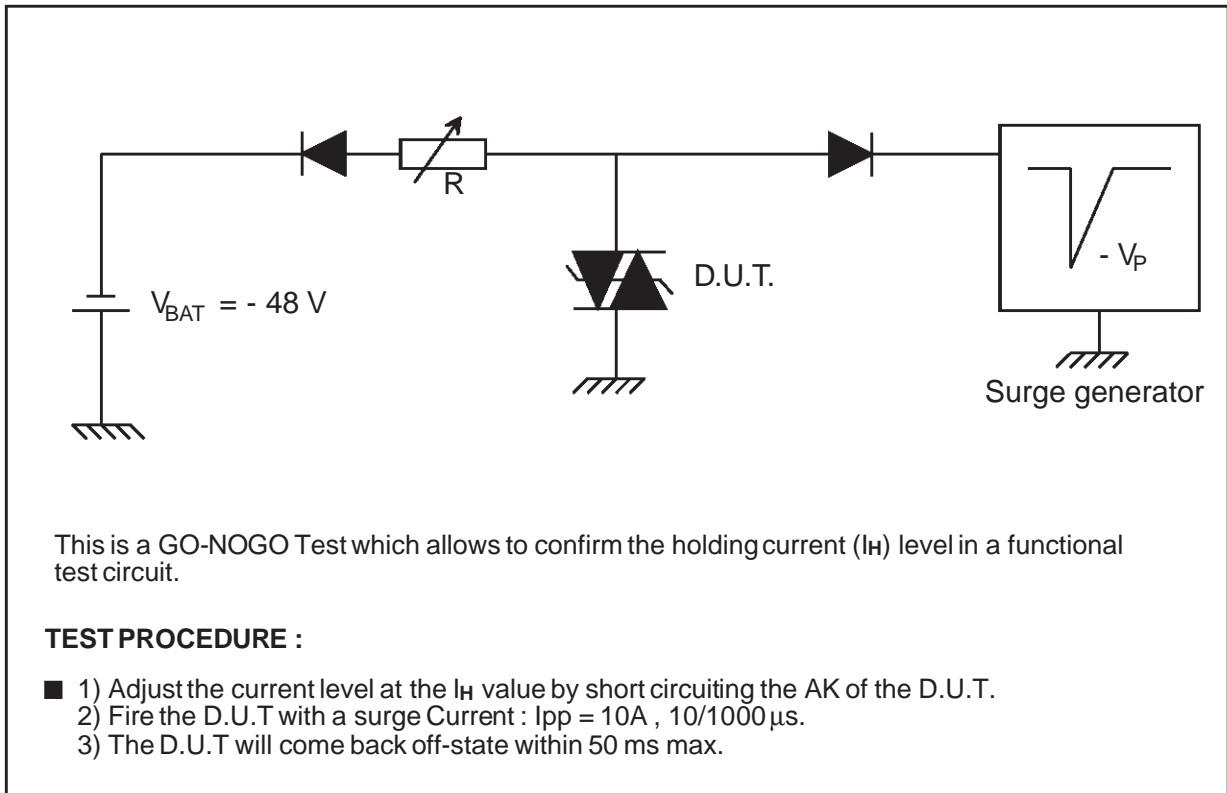 R
D.U.T.
- VP
VBAT = - 48 V
Surge generator
This is a GO-NOGO Test which allows to confirm the holding current (IH) level in a functional
test circuit.
TEST PROCEDURE :
■ 1) Adjust the current level at the IH value by short circuiting the AK of the D.U.T.
2) Fire the D.U.T with a surge Current : Ipp = 10A , 10/1000 µs.
3) The D.U.T will come back off-state within 50 ms max.